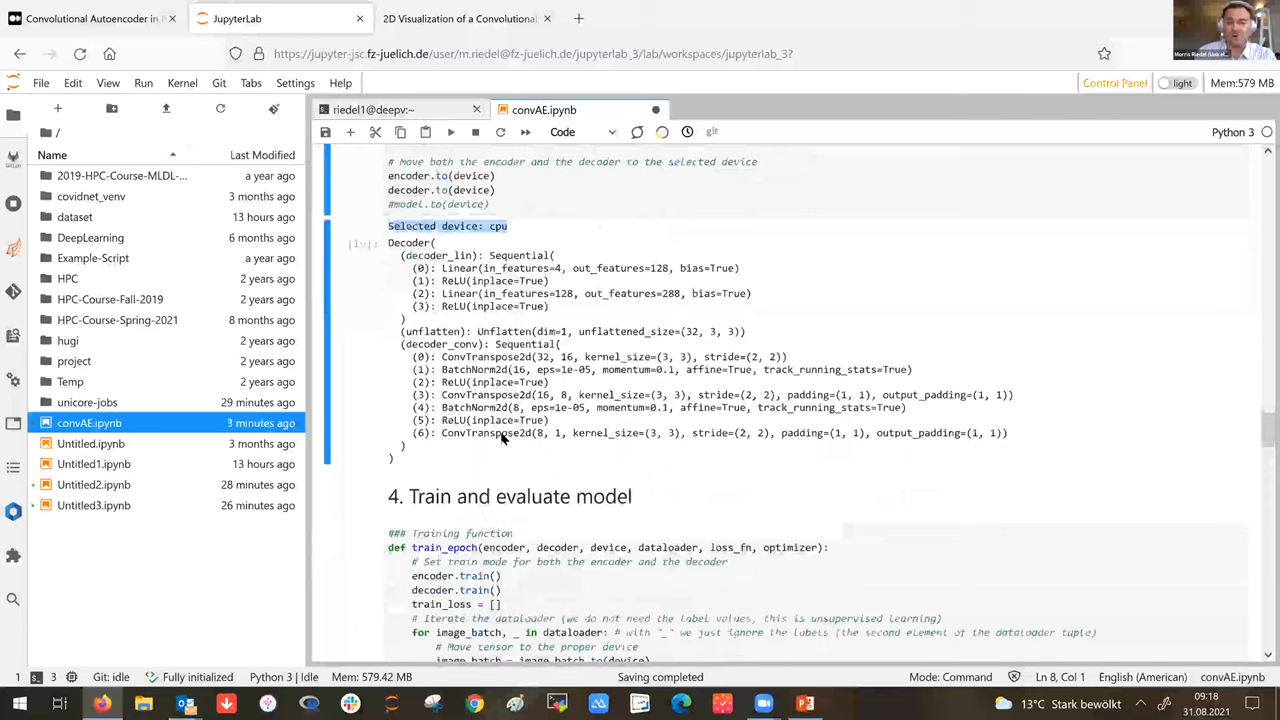 Convolutional Autoencoder in
JupyterLab
2D Visualization of a Convolutional
https://jupyter-jsc.fz-juelich.de/user/m.riedel@fz-juelich.de/jupyterlab_3/lab/workspaces/jupyterlab_3?
File Edit View Run Kernel Git Tabs Settings Help
Control Panel light Mem:579 MB
riedel1@deepv:~
convAE.ipynb
Code
git
Python 3
/
Name Last Modified
2019-HPC-Course-MLDL-... a year ago
covidnet_venv 3 months ago
dataset 13 hours ago
DeepLearning 6 months ago
Example-Script a year ago
HPC 2 years ago
HPC-Course-Fall-2019 2 years ago
HPC-Course-Spring-2021 8 months ago
hugi 2 years ago
project 2 years ago
Temp 2 years ago
unicore-jobs 29 minutes ago
convAE.ipynb 3 minutes ago
Untitled.ipynb 3 months ago
Untitled1.ipynb 13 hours ago
Untitled2.ipynb 28 minutes ago
Untitled3.ipynb 26 minutes ago
# Move both the encoder and the decoder to the selected device
encoder.to(device)
decoder.to(device)
#model.to(device)
Selected device: cpu
Decoder(
(decoder_lin): Sequential(
(0): Linear(in_features=4, out_features=128, bias=True)
(1): ReLU(inplace=True)
(2): Linear(in_features=128, out_features=288, bias=True)
(3): ReLU(inplace=True)
)
(unflatten): Unflatten(dim=1, unflattened_size=(32, 3, 3))
(decoder_conv): Sequential(
(0): ConvTranspose2d(32, 16, kernel_size=(3, 3), stride=(2, 2))
(1): BatchNorm2d(16, eps=1e-05, momentum=0.1, affine=True, track_running_stats=True)
(2): ReLU(inplace=True)
(3): ConvTranspose2d(16, 8, kernel_size=(3, 3), stride=(2, 2), padding=(1, 1), output_padding=(1, 1))
(4): BatchNorm2d(8, eps=1e-05, momentum=0.1, affine=True, track_running_stats=True)
(5): ReLU(inplace=True)
(6): ConvTranspose2d(8, 1, kernel_size=(3, 3), stride=(2, 2), padding=(1, 1), output_padding=(1, 1))
)
)
4. Train and evaluate model
### Training function
def train_epoch(encoder, decoder, device, dataloader, loss_fn, optimizer):
# Set train mode for both the encoder and the decoder
encoder.train()
decoder.train()
train_loss = []
# Iterate the dataloader (we do not need the label values, this is unsupervised learning)
for image_batch, _ in dataloader: # with "_" we just ignore the labels (the second element of the dataloader tuple)
# Move tensor to the proper device
image_batch = image_batch.to(device)
1 3 Git: idle Fully initialized Python 3 | Idle Mem: 579.42 MB Saving completed Mode: Command Ln 8, Col 1 English (American) convAE.ipynb
13°C Stark bewölkt
09:18
31.08.2021